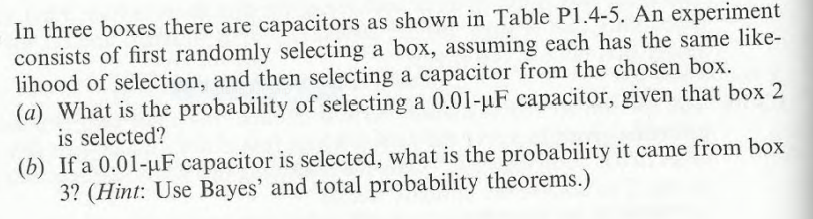 In three boxes there are capacitors as shown in Table P1.4-5. An experiment
consists of first randomly selecting a box, assuming each has the same like-
lihood of selection, and then selecting a capacitor from the chosen box.
(a) What is the probability of selecting a 0.01-μF capacitor, given that box 2
is selected?
(b) If a 0.01-μF capacitor is selected, what is the probability it came from box
3? (Hint: Use Bayes' and total probability theorems.)